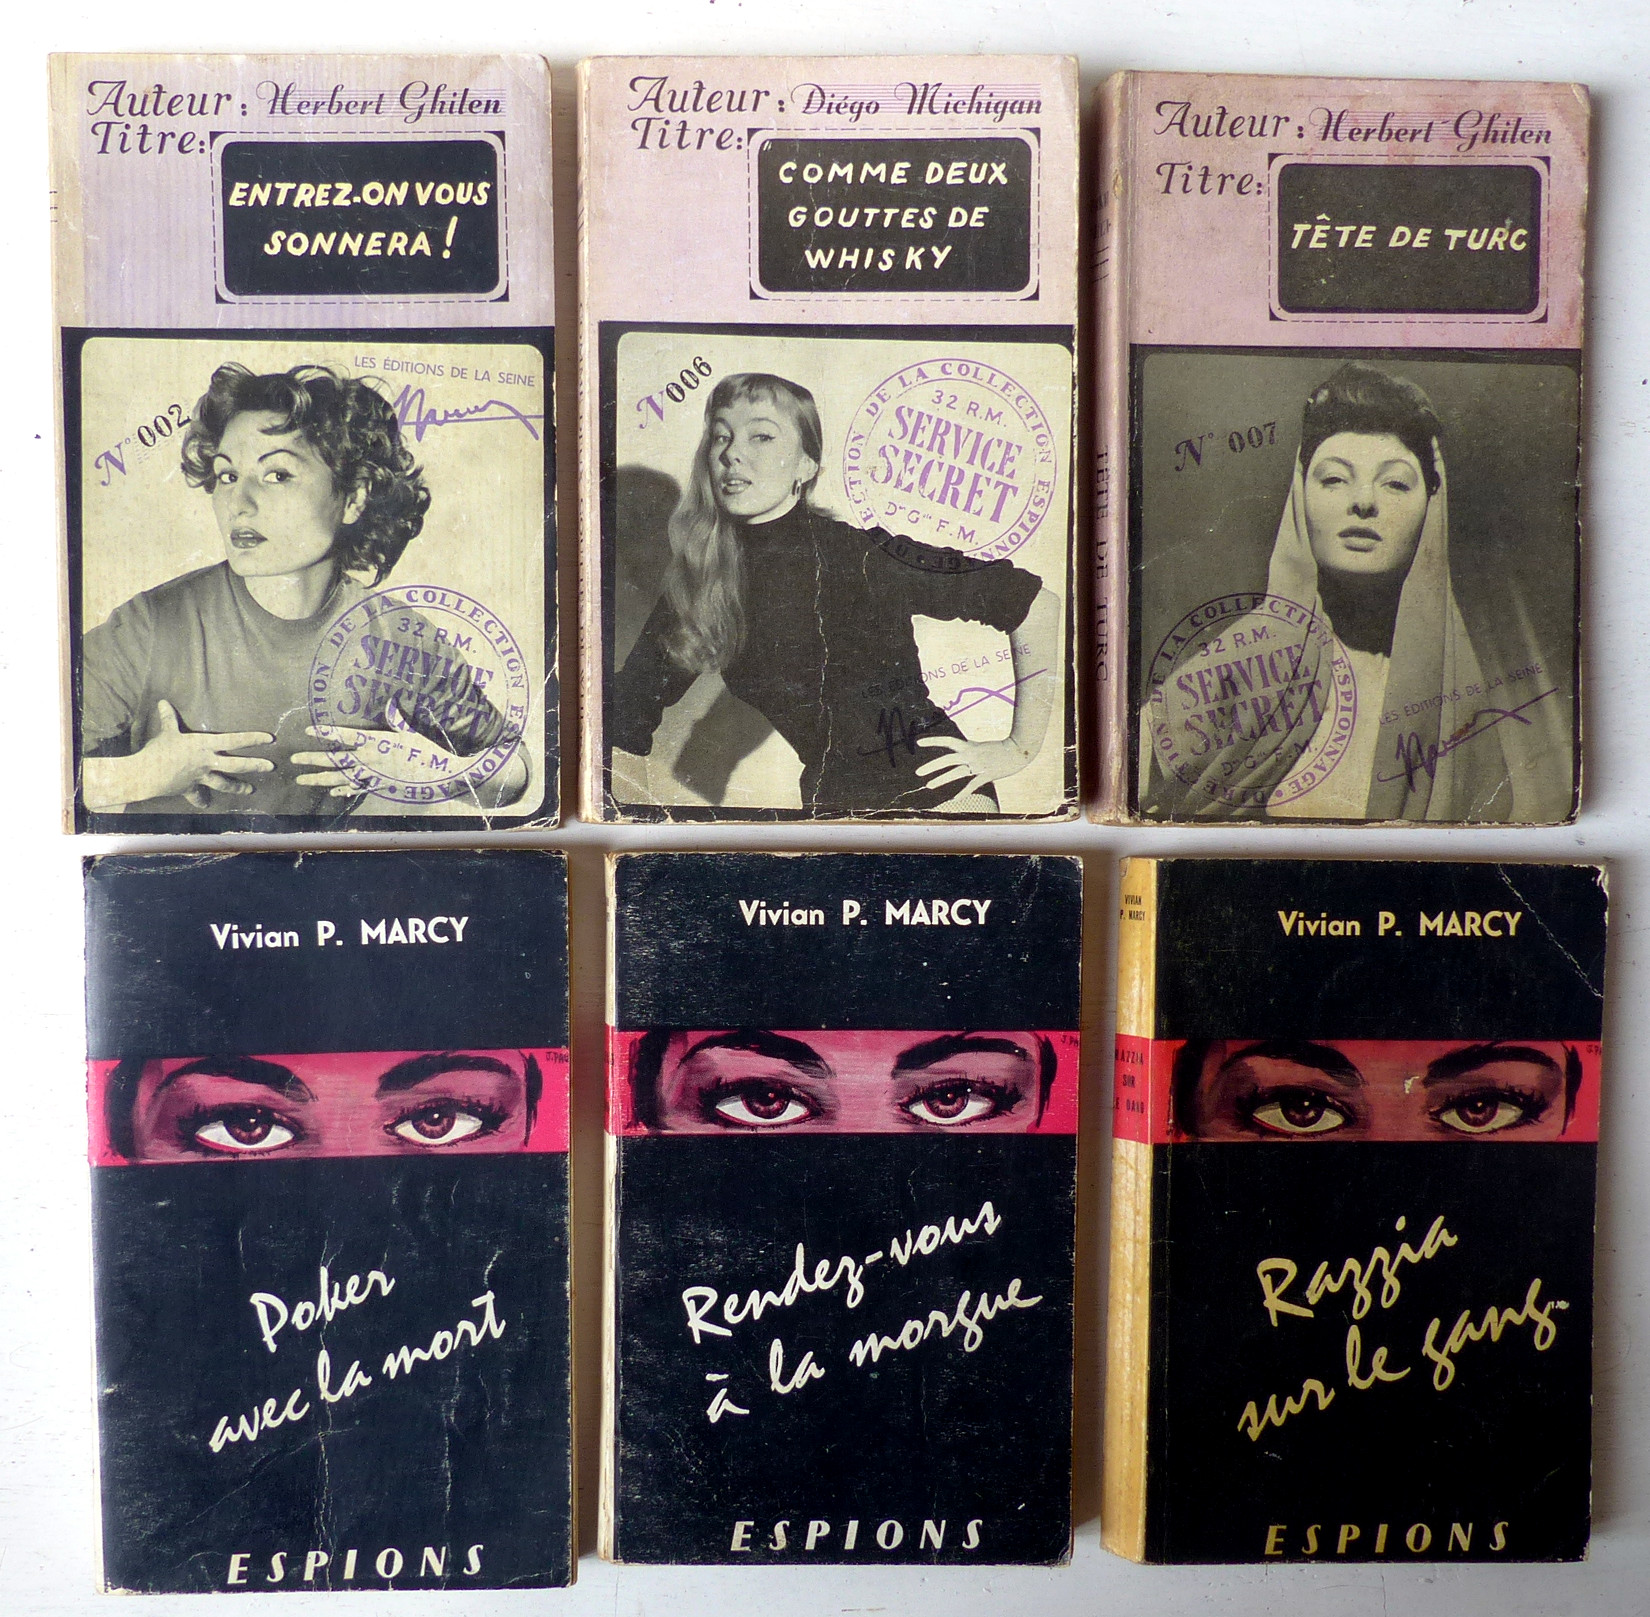 Auteur : Herbert Ghilen
Titre:
ENTREZ-ON VOUS
SONNERA !
LES ÉDITIONS DE LA SEINE
N° 002
DIRECTION DE LA COLLECTION ESPIONNAGE
32 R.M.
SERVICE
SECRET
F.M.
Auteur : Diégo Michigan
Titre:
COMME DEUX
GOUTTES DE
WHISKY
N° 006
DE LA COLLECTION ESPIONNAGE
32 R.M.
SERVICE
SECRET
F.M.
LES ÉDITIONS DE LA SEINE
Auteur : Herbert Ghilen
Titre:
TÊTE DE TURC
N° 007
DIRECTION DE LA COLLECTION ESPIONNAGE
32 R.M.
SERVICE
SECRET
F.M.
LES ÉDITIONS DE LA SEINE
TÊTE DE TURC
Vivian P. MARCY
Poker
avec la mort
ESPIONS
Vivian P. MARCY
Rendez-vous
à la morgue
ESPIONS
VIVIAN
P. MARCY
RAZZIA
SUR
Vivian P. MARCY
Razzia
sur le gang
ESPIONS